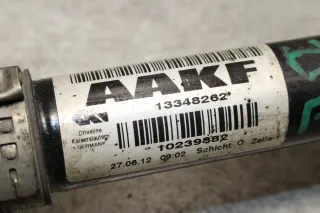 AAKF
13348262
Driveline
Kaiserslautern
GERMANY
10239582
27.06.12 09:02 Schicht 0 Zelle